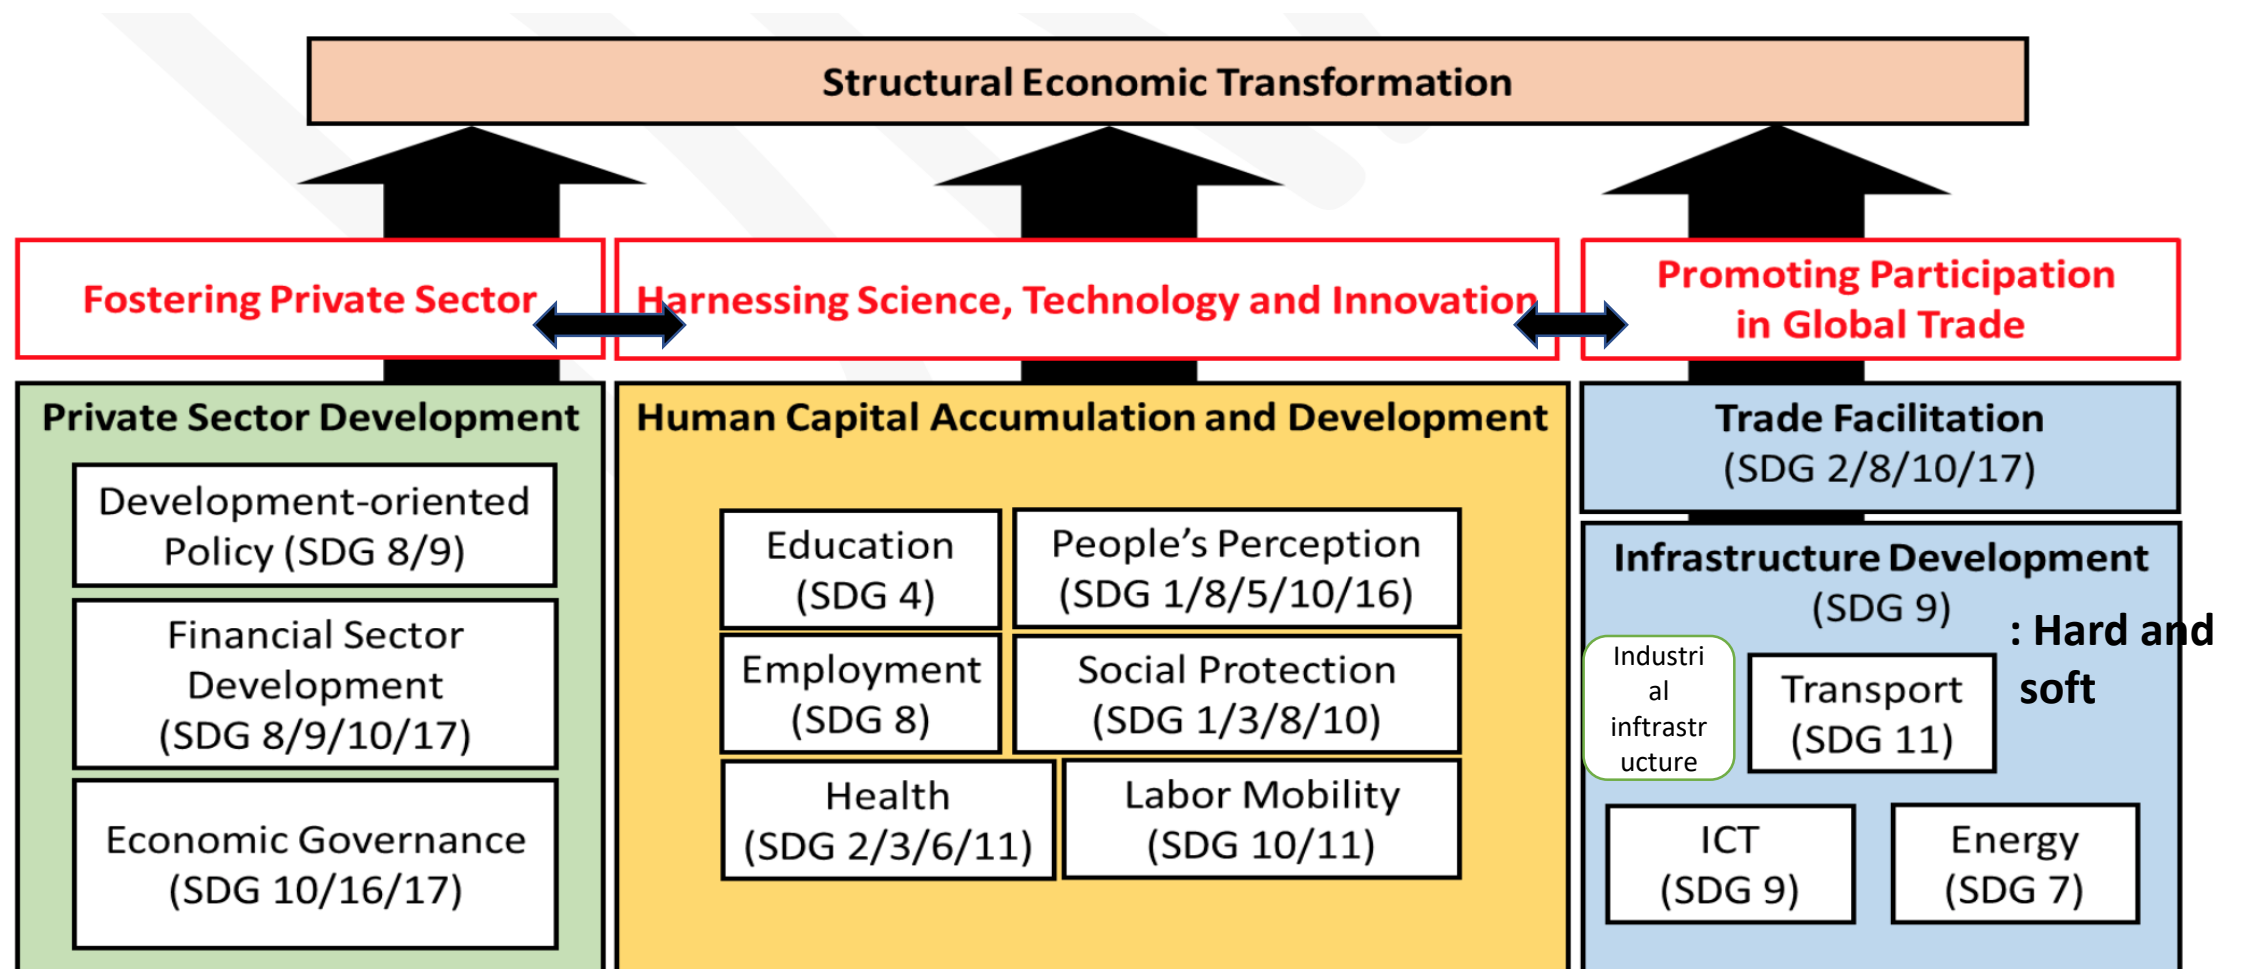 Structural Economic Transformation
Fostering Private Sector
Harnessing Science, Technology and Innovation
Promoting Participation
in Global Trade
Private Sector Development
Development-oriented
Policy (SDG 8/9)
Financial Sector
Development
(SDG 8/9/10/17)
Economic Governance
(SDG 10/16/17)
Human Capital Accumulation and Development
Education
(SDG 4)
People’s Perception
(SDG 1/8/5/10/16)
Employment
(SDG 8)
Social Protection
(SDG 1/3/8/10)
Health
(SDG 2/3/6/11)
Labor Mobility
(SDG 10/11)
Trade Facilitation
(SDG 2/8/10/17)
Infrastructure Development
(SDG 9)
: Hard and
soft
Industri
al
inftrastr
ucture
Transport
(SDG 11)
ICT
(SDG 9)
Energy
(SDG 7)